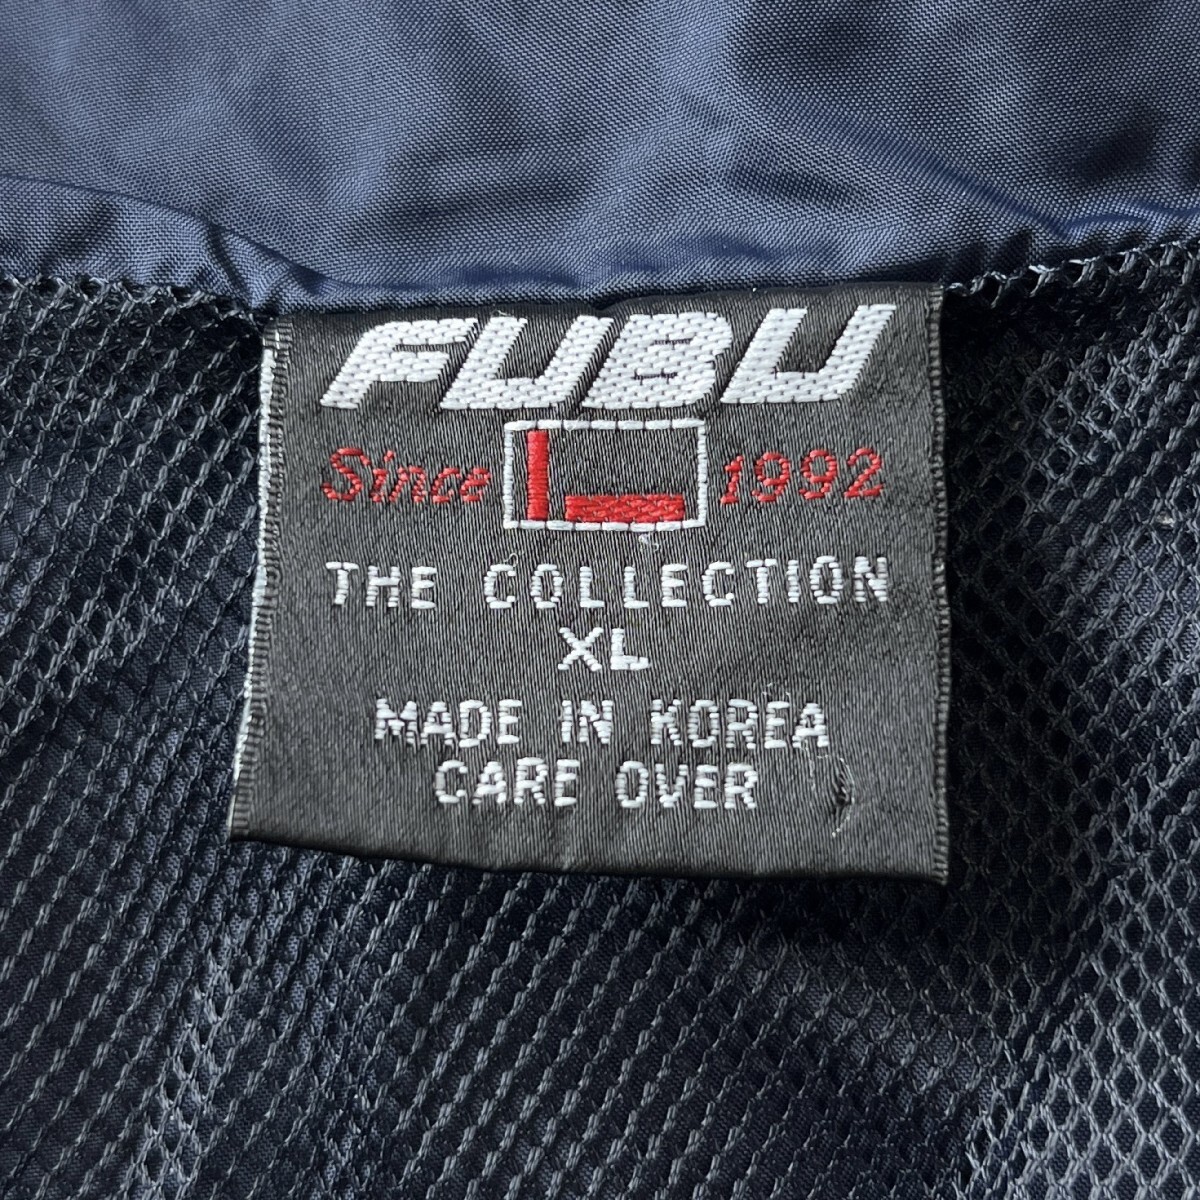 FUBU
Since 1992
THE COLLECTION
XL
MADE IN KOREA
CARE OVER